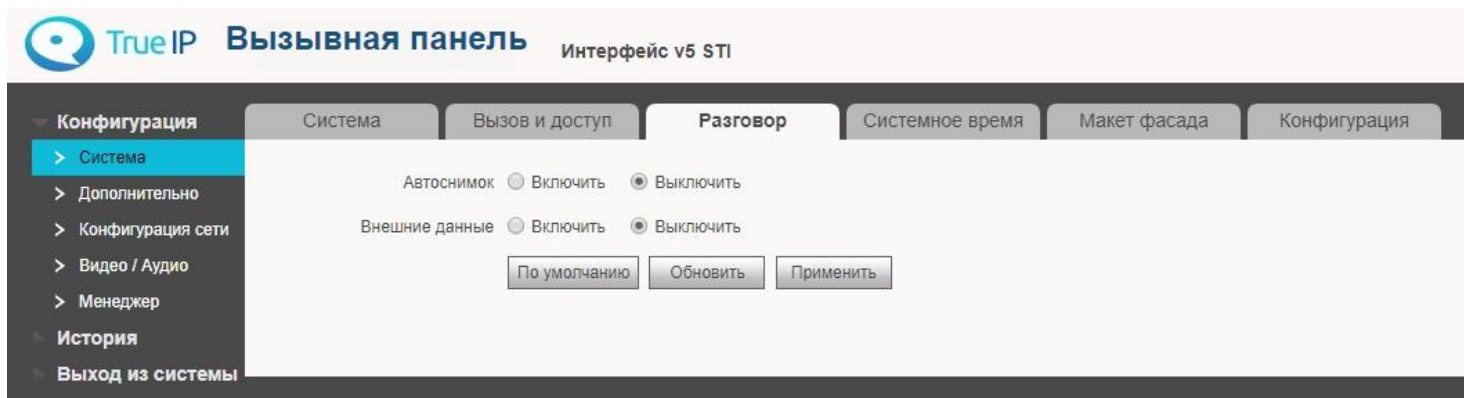 True IP Вызывная панель Интерфейс v5 STI
Конфигурация
Система
Дополнительно
Конфигурация сети
Видео / Аудио
Менеджер
История
Выход из системы
Система Вызов и доступ Разговор Системное время Макет фасада Конфигурация
Автоснимок Включить Выключить
Внешние данные Включить Выключить
По умолчанию Обновить Применить